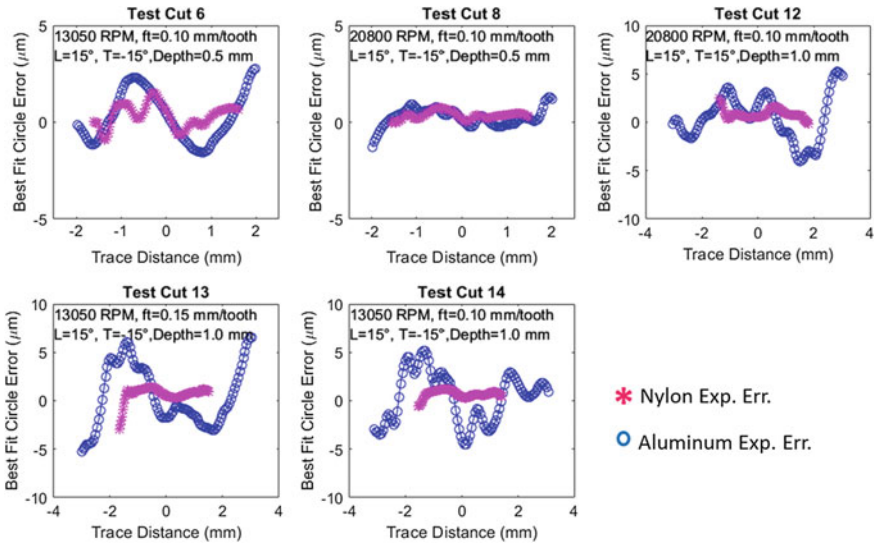 Test Cut 6
13050 RPM, ft=0.10 mm/tooth
L=15°, T=-15°,Depth=0.5 mm
Best Fit Circle Error (μm)
5
0
-5
-2
-1
0
1
2
Trace Distance (mm)
Test Cut 8
20800 RPM, ft=0.10 mm/tooth
L=15°, T=-15°,Depth=0.5 mm
Best Fit Circle Error (μm)
5
0
-5
-2
-1
0
1
2
Trace Distance (mm)
Test Cut 12
20800 RPM, ft=0.10 mm/tooth
L=15°, T=15°,Depth=1.0 mm
Best Fit Circle Error (μm)
10
5
0
-5
-10
-4
-2
0
2
4
Trace Distance (mm)
Test Cut 13
13050 RPM, ft=0.15 mm/tooth
L=15°, T=-15°,Depth=1.0 mm
Best Fit Circle Error (μm)
10
5
0
-5
-10
-4
-2
0
2
4
Trace Distance (mm)
Test Cut 14
13050 RPM, ft=0.10 mm/tooth
L=15°, T=-15°,Depth=1.0 mm
Best Fit Circle Error (μm)
10
5
0
-5
-10
-4
-2
0
2
4
Trace Distance (mm)
Nylon Exp. Err.
Aluminum Exp. Err.